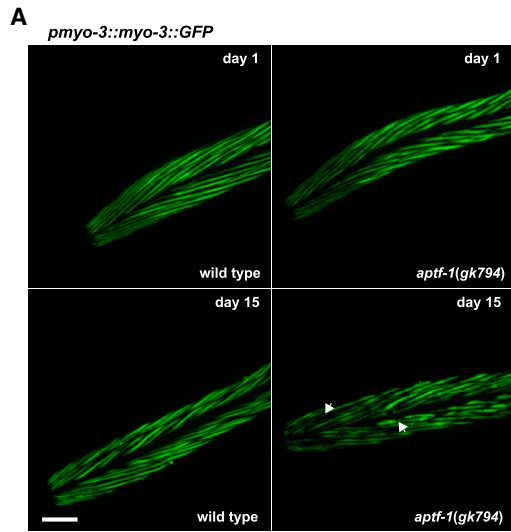 A
pmyo-3::myo-3::GFP
day 1
day 1
wild type
aptf-1(gk794)
day 15
day 15
wild type
aptf-1(gk794)